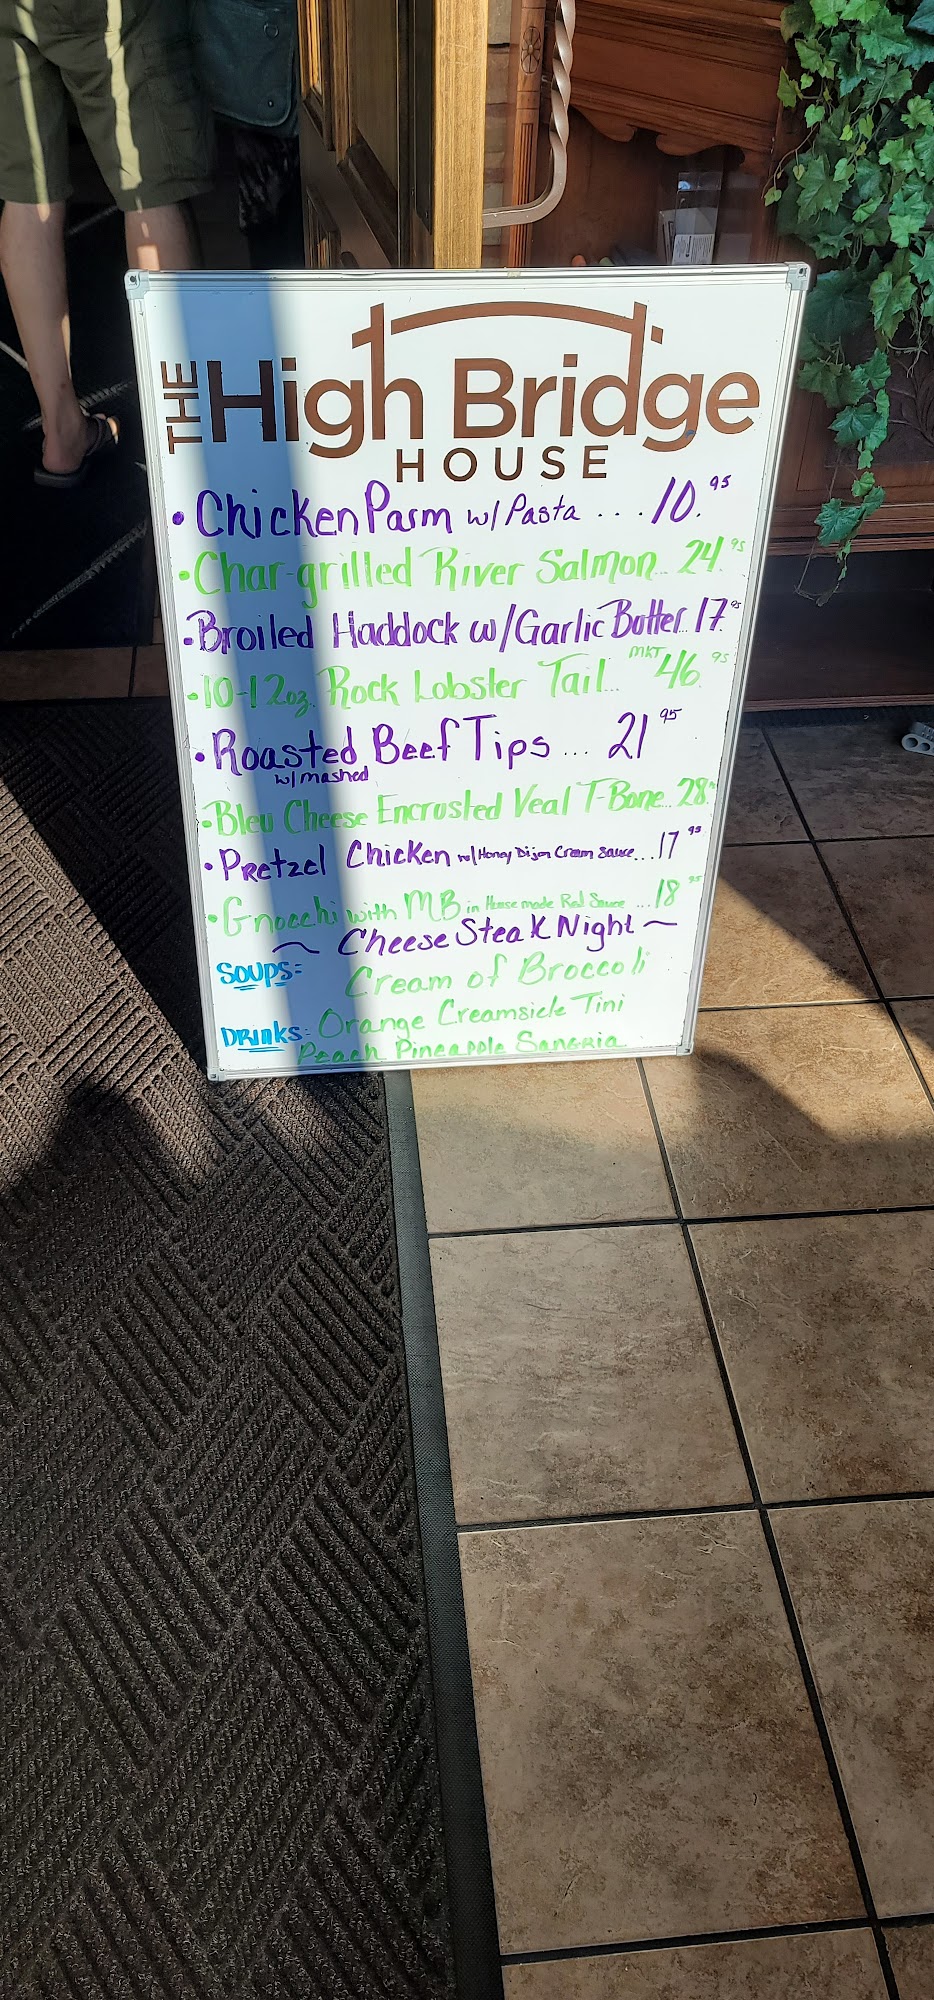 THE High Bridge
HOUSE
• Chicken Parm w/ Pasta ... 10.95
• Char-grilled River Salmon... 24.95
• Broiled Haddock w/Garlic Butter.. 17.95
• 10-12oz. Rock Lobster Tail... MKT 46.95
• Roasted Beef Tips ... 21 95
w/ mashed
• Bleu Cheese Encrusted Veal T-Bone... 28.95
• Pretzel Chicken w/ Honey Dijon Cream Sauce...17 95
• Gnocchi with MB in House made Red Sauce ...18 95
~ Cheese Steak Night ~
SOUPS: Cream of Broccoli
DRINKS: Orange Creamsicle Tini
Peach Pineapple Sangria